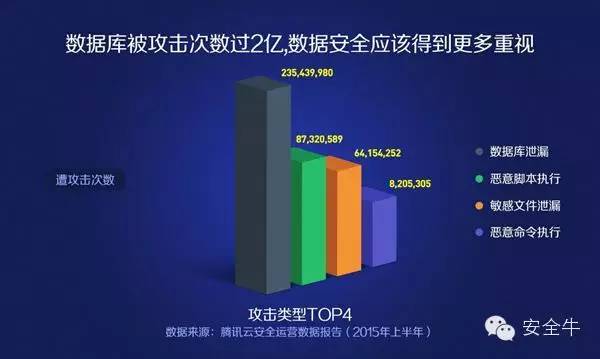 数据库被攻击次数过2亿,数据安全应该得到更多重视
235,439,980
87,320,589
64,154,252
8,205,305
遭攻击次数
数据库泄漏
恶意脚本执行
敏感文件泄漏
恶意命令执行
攻击类型TOP4
数据来源：腾讯云安全运营数据报告（2015年上半年）
安全牛